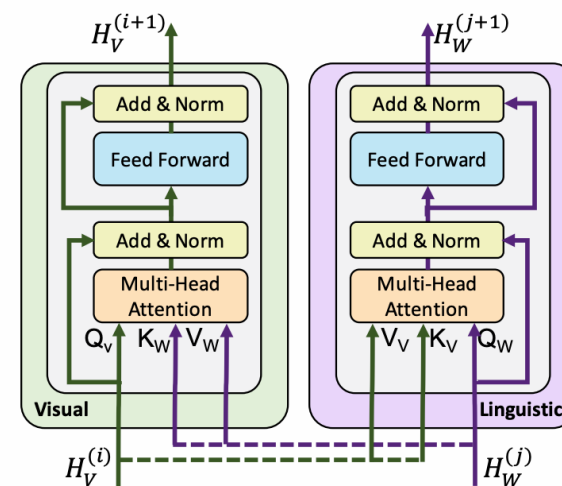 H_V^{(i+1)}
Add & Norm
Feed Forward
Add & Norm
Multi-Head
Attention
Q_v K_W V_W
Visual
H_V^{(i)}
H_W^{(j+1)}
Add & Norm
Feed Forward
Add & Norm
Multi-Head
Attention
V_V K_V Q_W
Linguistic
H_W^{(j)}